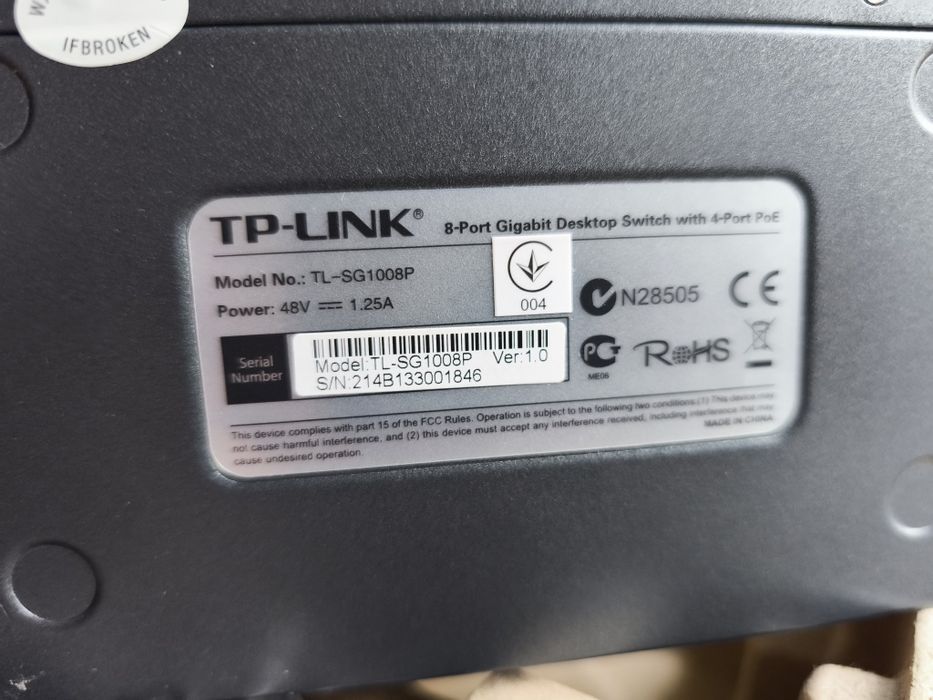 IFBROKEN
TP-LINK® 8-Port Gigabit Desktop Switch with 4-Port PoE
Model No.: TL-SG1008P
Power: 48V ⎓ 1.25A
004
N28505
CE
Serial
Number
Model:TL-SG1008P Ver:1.0
S/N:214B133001846
PCT
ME06
RoHS
This device complies with part 15 of the FCC Rules. Operation is subject to the following two conditions:(1) This device may
not cause harmful interference, and (2) this device must accept any interference received, including interference that may
cause undesired operation.
MADE IN CHINA